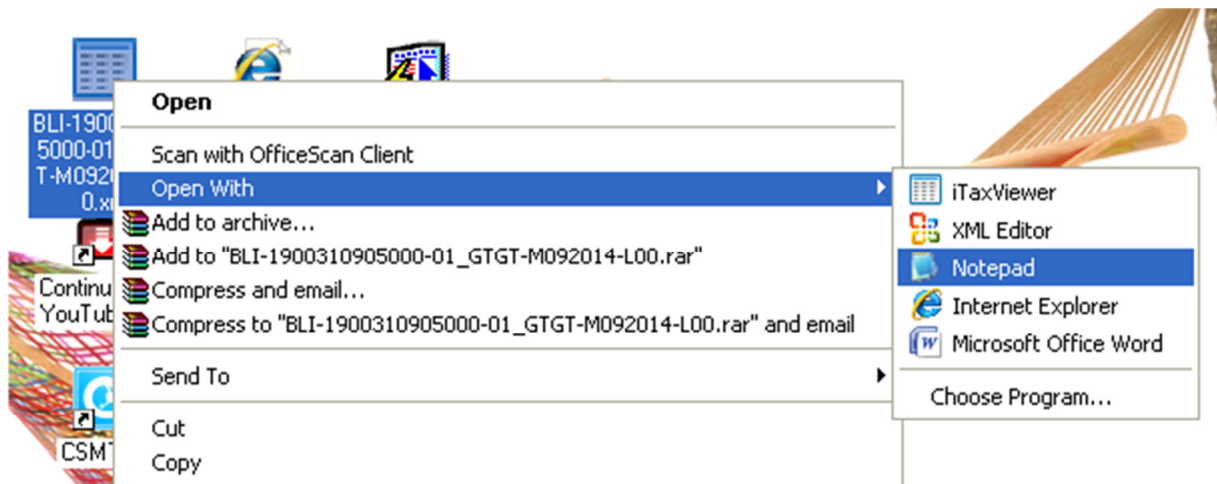 BLI-1900
5000-01
T-M092
0.x
Continu
YouTub
CSMT
Open
Scan with OfficeScan Client
Open With
Add to archive...
Add to "BLI-1900310905000-01_GTGT-M092014-L00.rar"
Compress and email...
Compress to "BLI-1900310905000-01_GTGT-M092014-L00.rar" and email
Send To
Cut
Copy
iTaxViewer
XML Editor
Notepad
Internet Explorer
Microsoft Office Word
Choose Program...